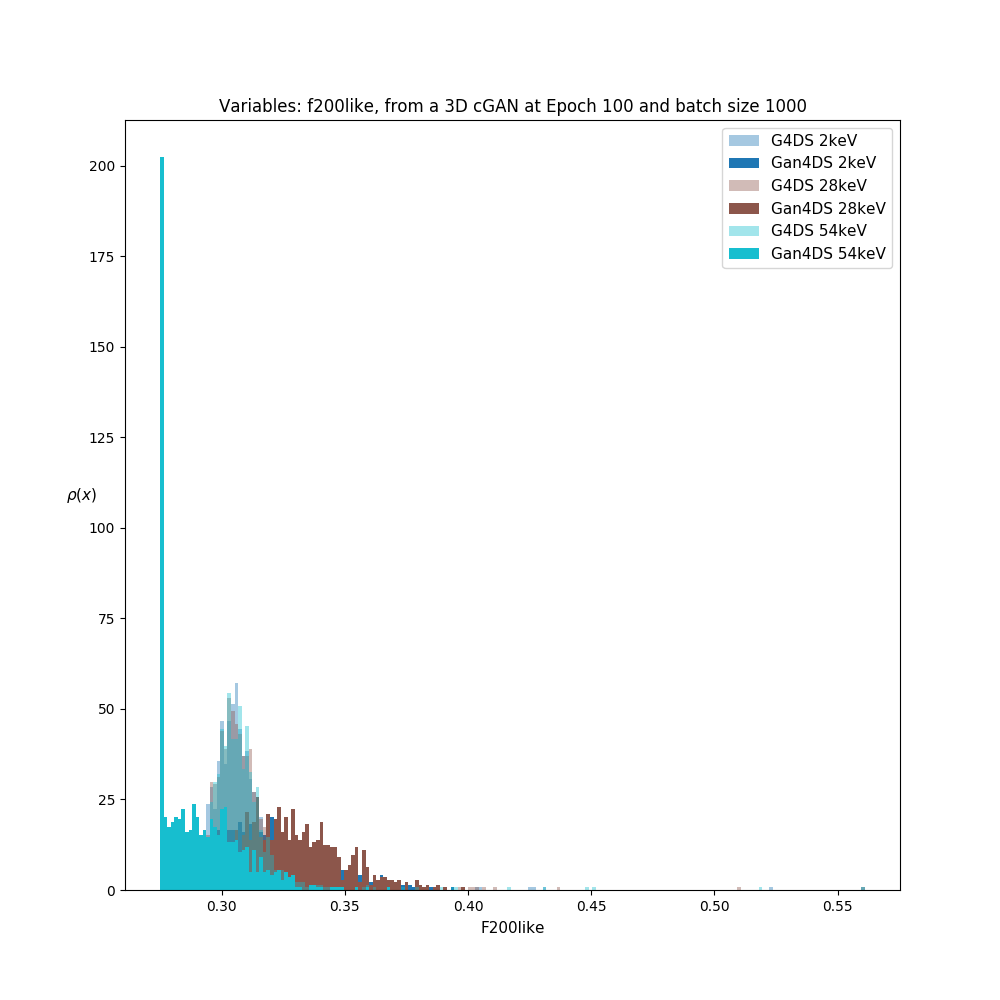 Variables: f200like, from a 3D cGAN at Epoch 100 and batch size 1000
G4DS 2keV
Gan4DS 2keV
G4DS 28keV
Gan4DS 28keV
G4DS 54keV
Gan4DS 54keV
200
175
150
125
ρ(x)
100
75
50
25
0
0.30 0.35 0.40 0.45 0.50 0.55
F200like